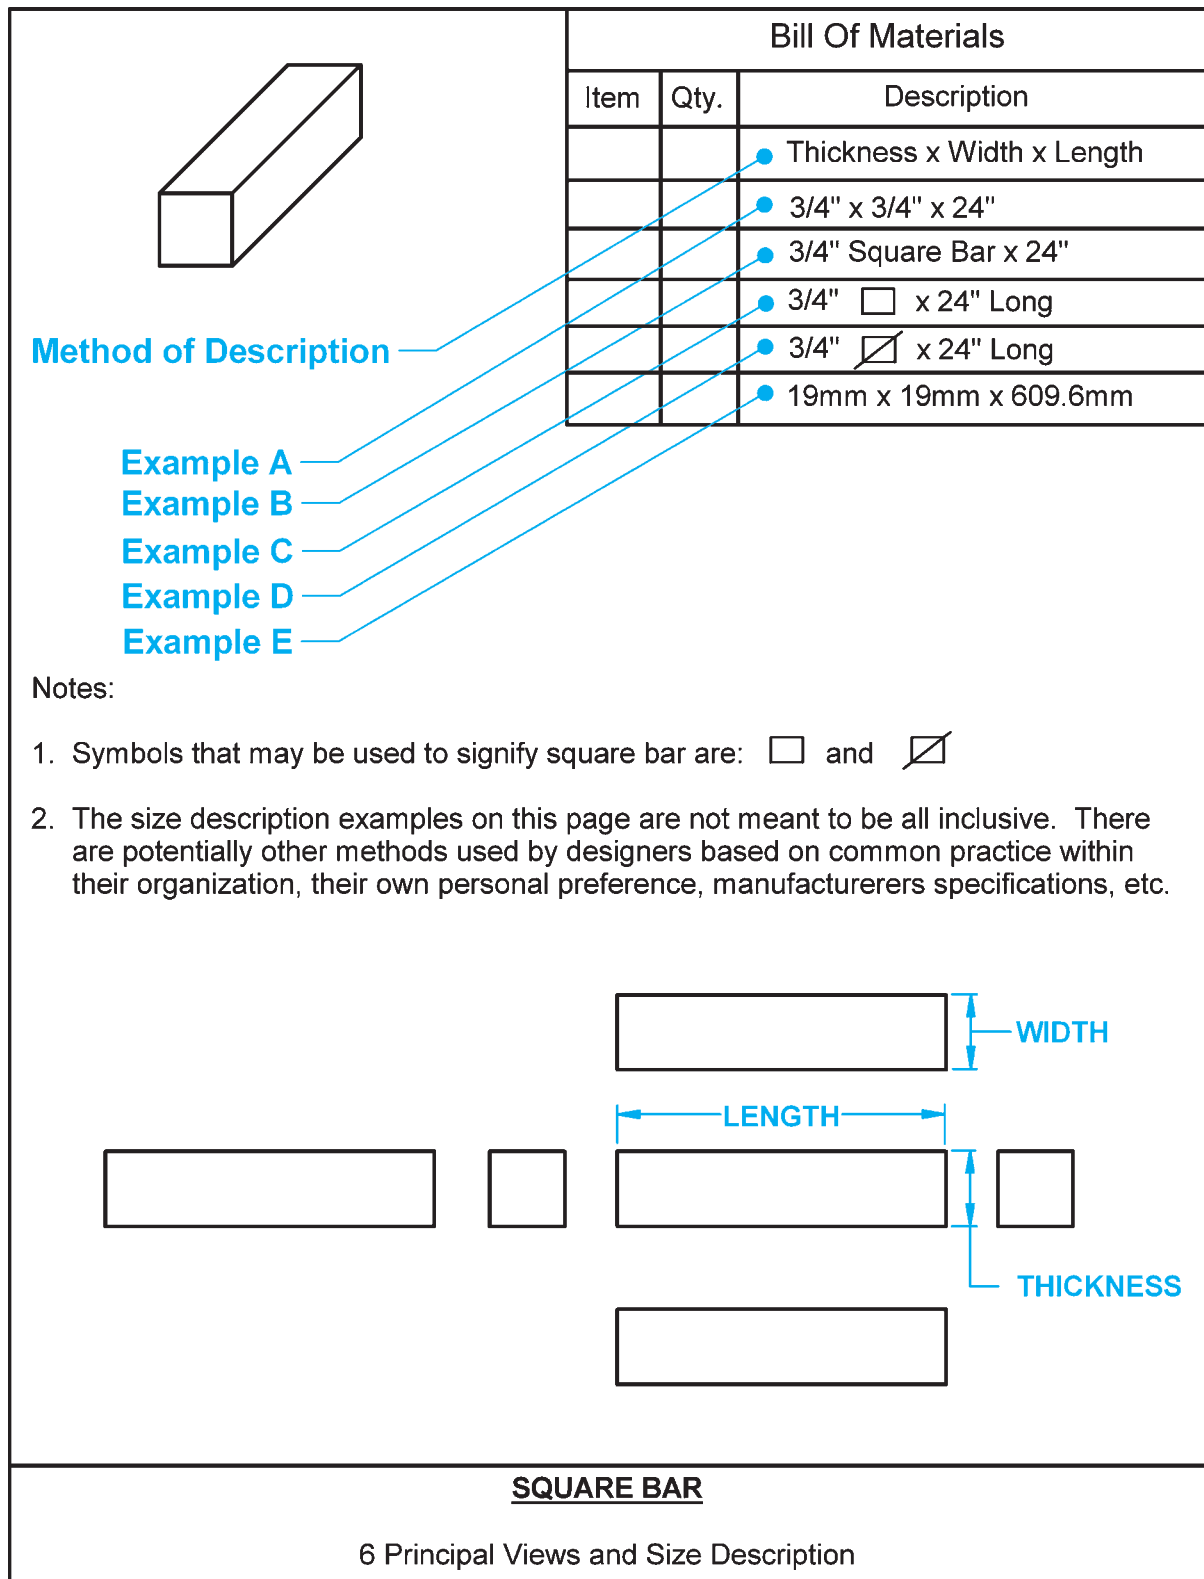 Bill Of Materials
Item Qty. Description
Thickness x Width x Length
3/4" x 3/4" x 24"
3/4" Square Bar x 24"
3/4" x 24" Long
3/4" x 24" Long
19mm x 19mm x 609.6mm
Method of Description
Example A
Example B
Example C
Example D
Example E
Notes:
1. Symbols that may be used to signify square bar are: and
2. The size description examples on this page are not meant to be all inclusive. There
are potentially other methods used by designers based on common practice within
their organization, their own personal preference, manufacturerers specifications, etc.
WIDTH
LENGTH
THICKNESS
SQUARE BAR
6 Principal Views and Size Description